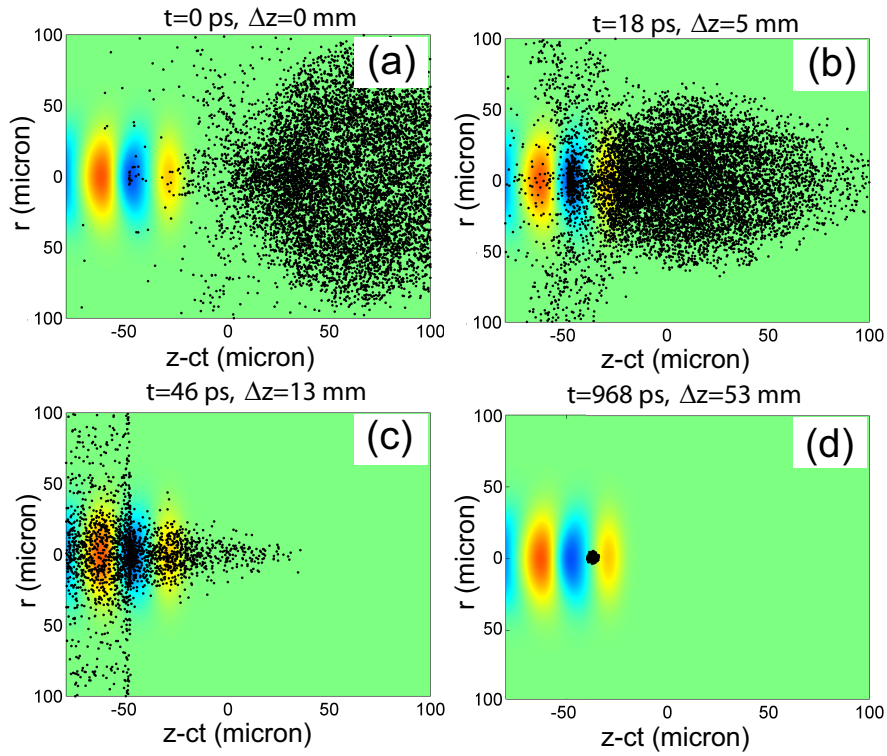 t=0 ps, Δz=0 mm
(a)
100
50
0
50
100
r (micron)
-50
0
50
100
z-ct (micron)
t=18 ps, Δz=5 mm
(b)
100
50
0
50
100
r (micron)
-50
0
50
100
z-ct (micron)
t=46 ps, Δz=13 mm
(c)
100
50
0
50
100
r (micron)
-50
0
50
100
z-ct (micron)
t=968 ps, Δz=53 mm
(d)
100
50
0
50
100
r (micron)
-50
0
50
100
z-ct (micron)